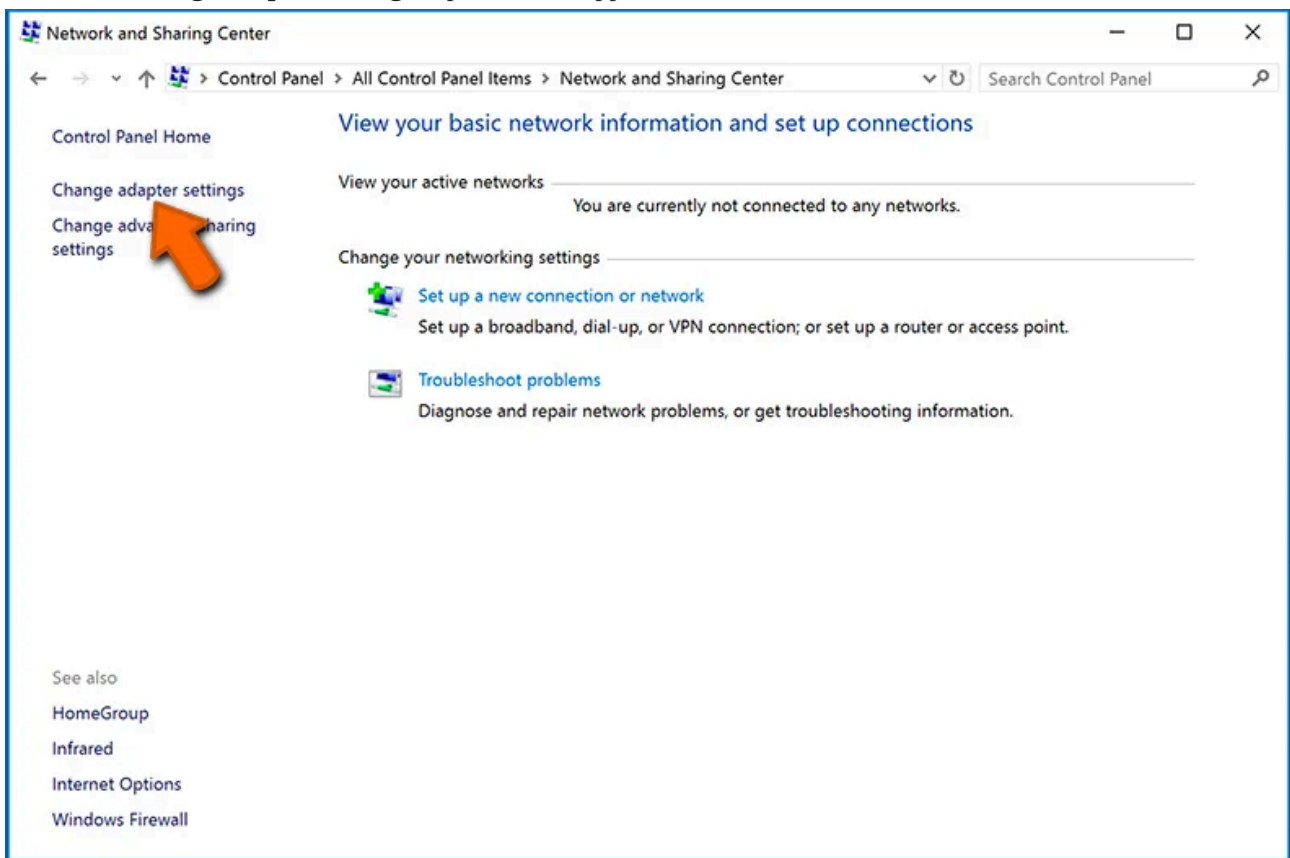 Network and Sharing Center
Control Panel > All Control Panel Items > Network and Sharing Center
Search Control Panel
Control Panel Home
Change adapter settings
Change adva haring
settings
View your basic network information and set up connections
View your active networks
You are currently not connected to any networks.
Change your networking settings
Set up a new connection or network
Set up a broadband, dial-up, or VPN connection; or set up a router or access point.
Troubleshoot problems
Diagnose and repair network problems, or get troubleshooting information.
See also
HomeGroup
Infrared
Internet Options
Windows Firewall